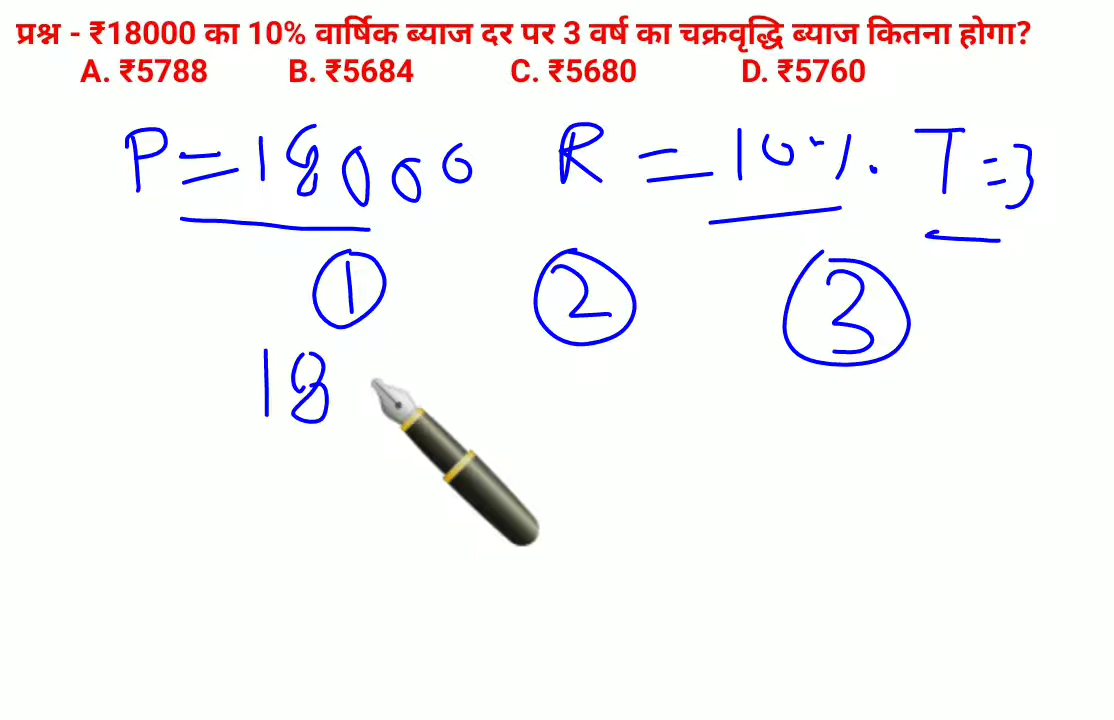 प्रश्न - ₹18000 का 10% वार्षिक ब्याज दर पर 3 वर्ष का चक्रवृद्धि ब्याज कितना होगा?
A. ₹5788 B. ₹5684 C. ₹5680 D. ₹5760
P=18000 R=10%. T=3
1 2 3
18